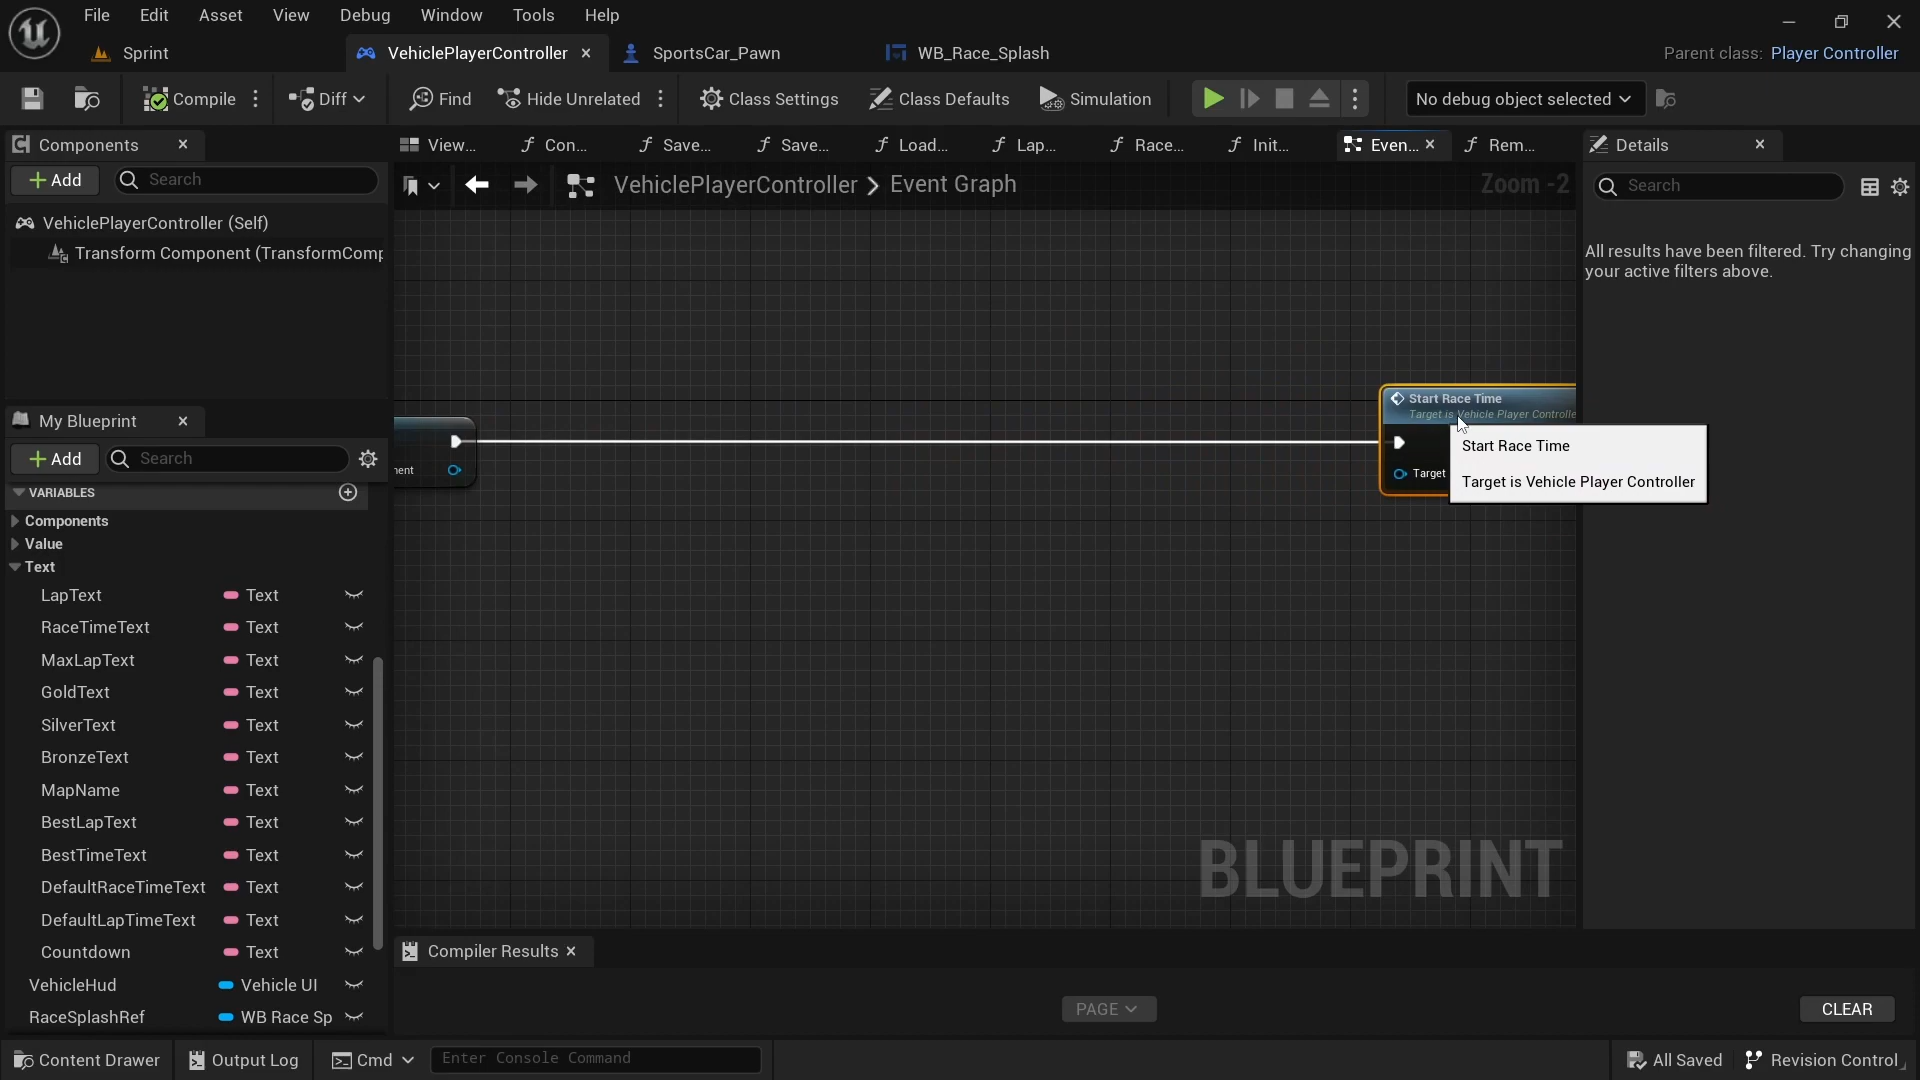 File Edit Asset View Debug Window Tools Help
Sprint VehiclePlayerController SportsCar_Pawn WB_Race_Splash Parent class: Player Controller
Compile Diff Find Hide Unrelated Class Settings Class Defaults Simulation No debug object selected
Components View... Con... Save... Save... Load... Lap... Race... Init... Even... Rem... Details
Add Search VehiclePlayerController Event Graph Zoom -2 Search
VehiclePlayerController (Self)
Transform Component (TransformComp
All results have been filtered. Try changing
your active filters above.
Start Race Time
Target is Vehicle Player Controlle
Target
Start Race Time
Target is Vehicle Player Controller
nent
BLUEPRINT
My Blueprint
Add Search
VARIABLES
Components
Value
Text
LapText Text
RaceTimeText Text
MaxLapText Text
GoldText Text
SilverText Text
BronzeText Text
MapName Text
BestLapText Text
BestTimeText Text
DefaultRaceTimeText Text
DefaultLapTimeText Text
Countdown Text
VehicleHud Vehicle UI
RaceSplashRef WB Race Sp
Compiler Results
PAGE CLEAR
Content Drawer Output Log Cmd Enter Console Command All Saved Revision Control